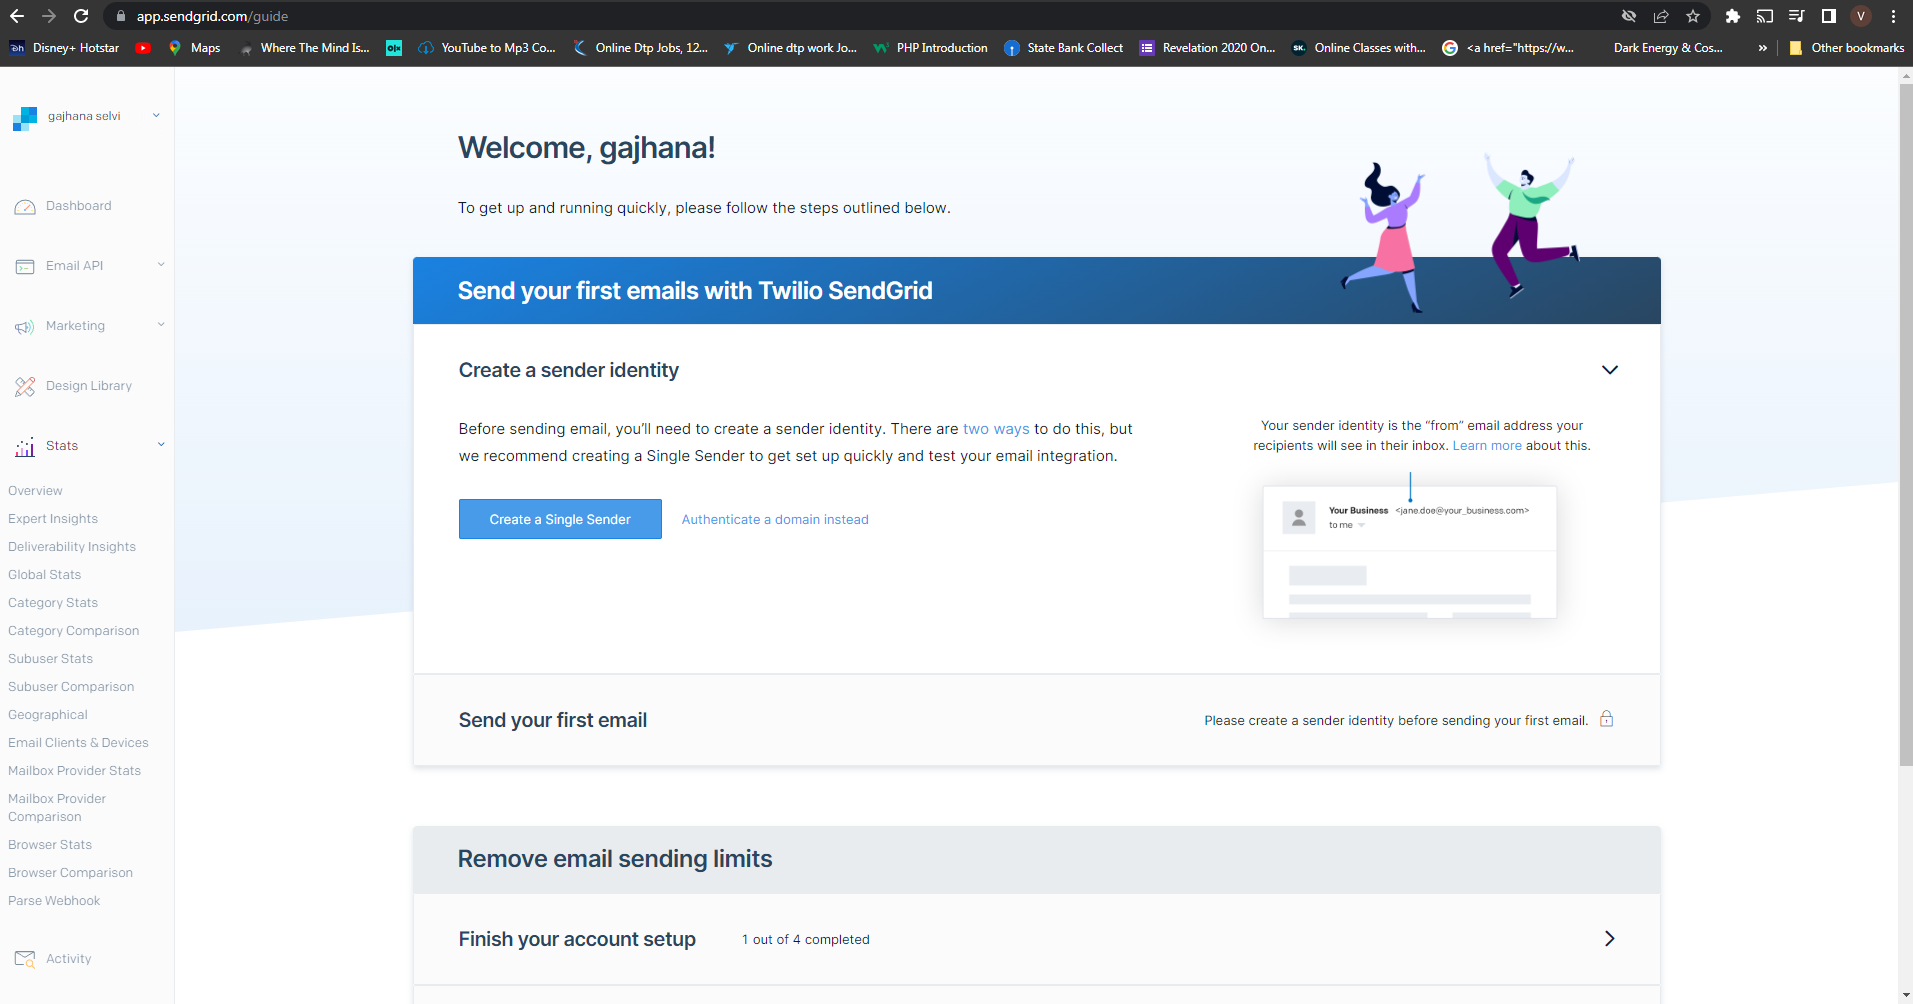 app.sendgrid.com/guide
V
Disney+ Hotstar
Maps
Where The Mind Is...
YouTube to Mp3 Co...
Online Dtp Jobs, 12...
Online dtp work Jo...
PHP Introduction
State Bank Collect
Revelation 2020 On...
SK.
Online Classes with...
<a href="https://w...
Dark Energy & Cos...
»
Other bookmarks
gajhana selvi
Dashboard
Email API
Marketing
Design Library
Stats
Overview
Expert Insights
Deliverability Insights
Global Stats
Category Stats
Category Comparison
Subuser Stats
Subuser Comparison
Geographical
Email Clients & Devices
Mailbox Provider Stats
Mailbox Provider
Comparison
Browser Stats
Browser Comparison
Parse Webhook
Activity
Welcome, gajhana!
To get up and running quickly, please follow the steps outlined below.
Send your first emails with Twilio SendGrid
Create a sender identity
Before sending email, you'll need to create a sender identity. There are two ways to do this, but
we recommend creating a Single Sender to get set up quickly and test your email integration.
Create a Single Sender
Authenticate a domain instead
Your sender identity is the “from” email address your
recipients will see in their inbox. Learn more about this.
Your Business <jane.doe@your_business.com>
to me
Send your first email
Please create a sender identity before sending your first email.
Remove email sending limits
Finish your account setup
1 out of 4 completed